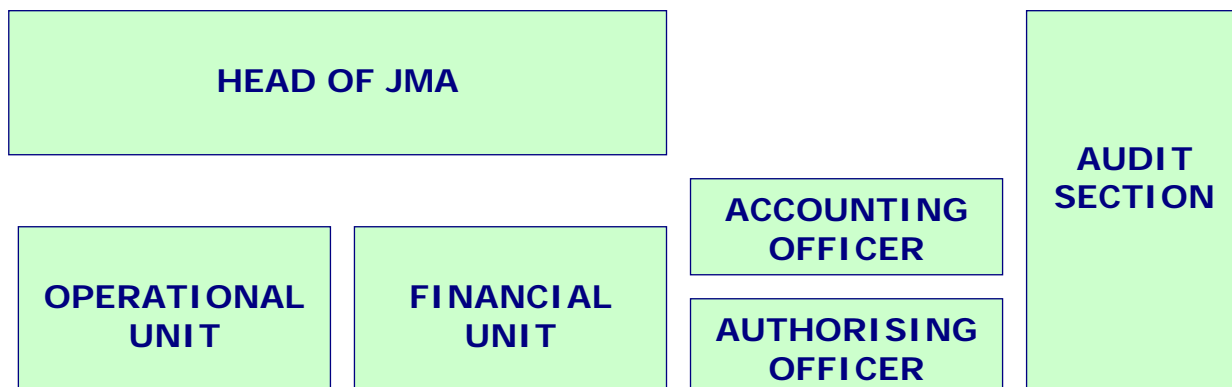 HEAD OF JMA
AUDIT
SECTION
ACCOUNTING
OFFICER
OPERATIONAL
UNIT
FINANCIAL
UNIT
AUTHORISING
OFFICER